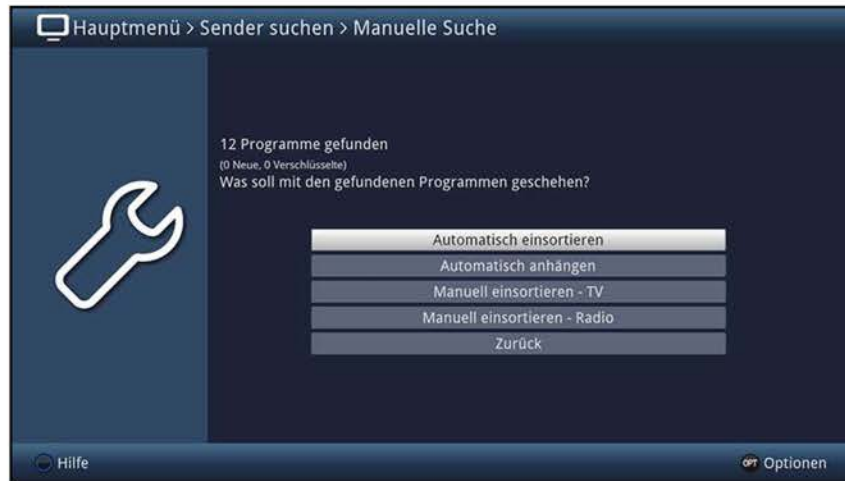 Hauptmenü > Sender suchen > Manuelle Suche
12 Programme gefunden
(0 Neue, 0 Verschlüsselte)
Was soll mit den gefundenen Programmen geschehen?
Automatisch einsortieren
Automatisch anhängen
Manuell einsortieren - TV
Manuell einsortieren - Radio
Zurück
Hilfe
OPT Optionen